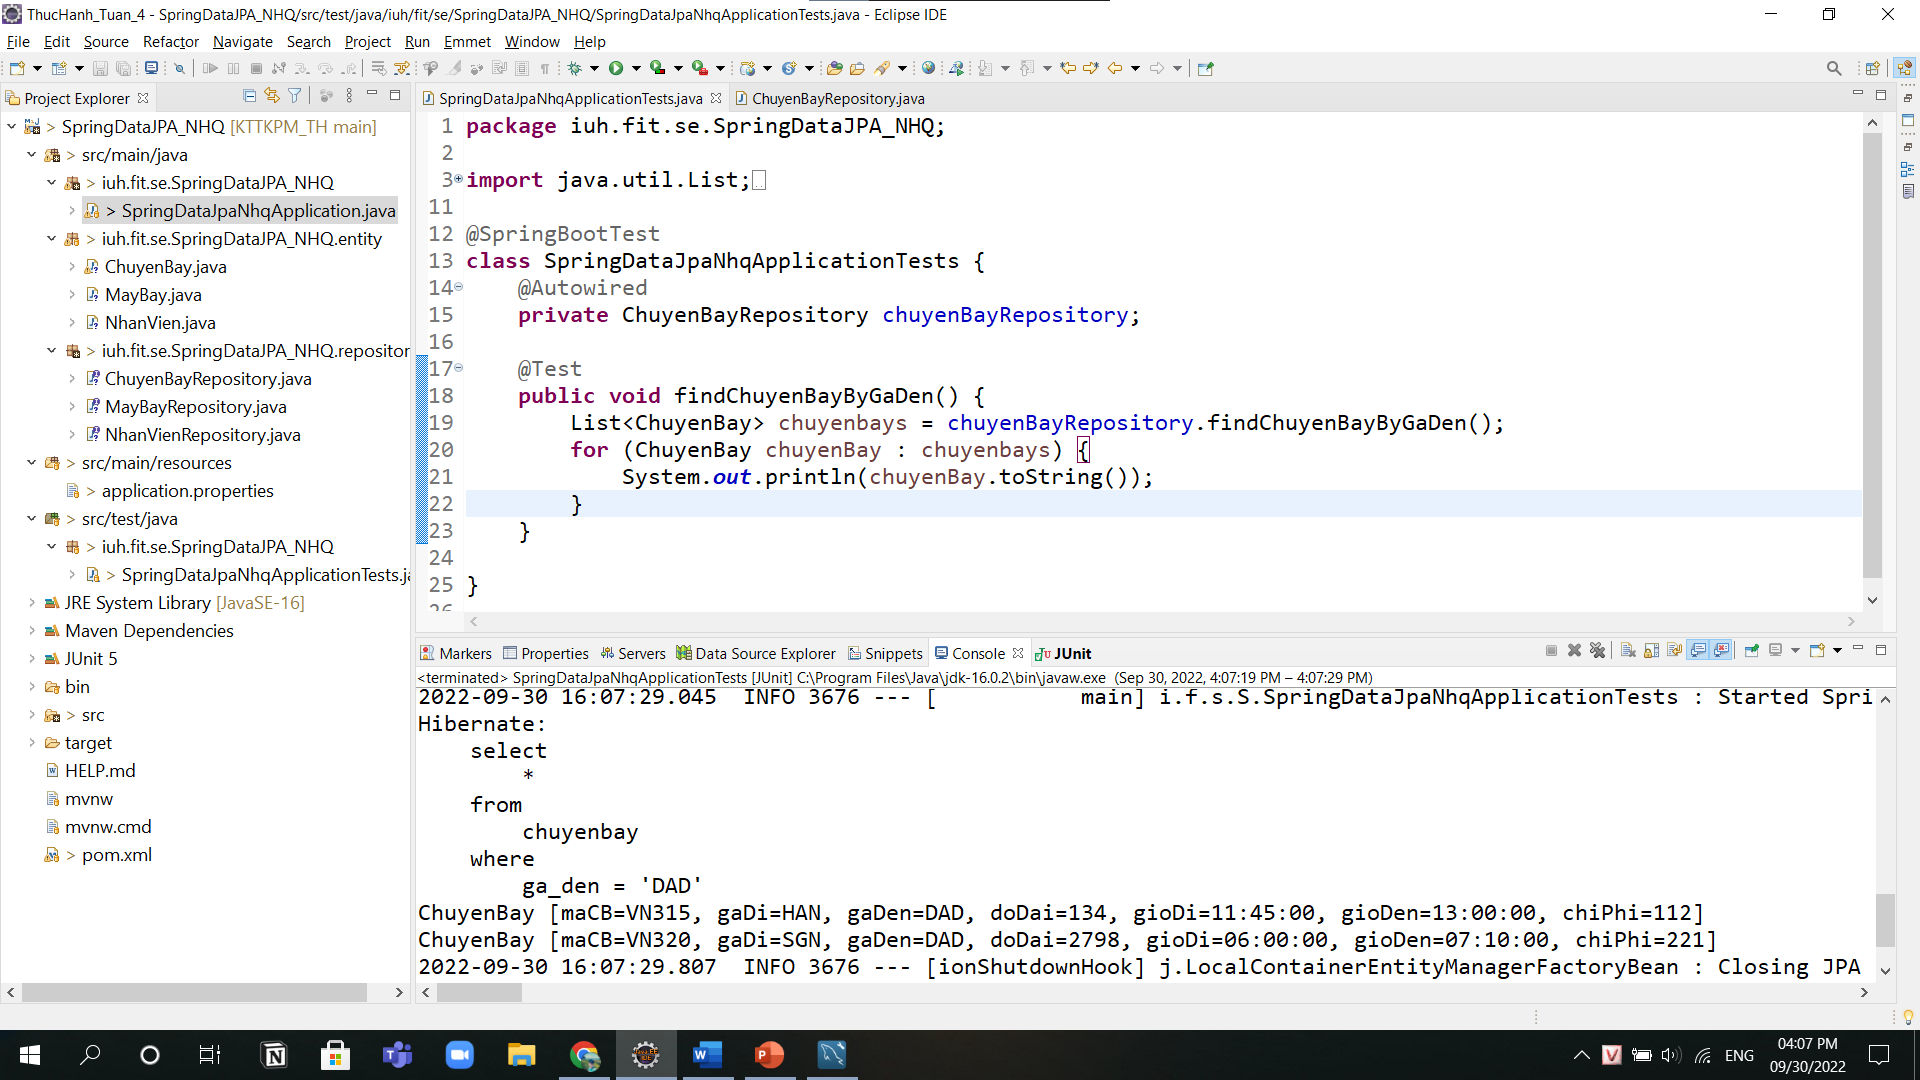 ThucHanh_Tuan_4 - SpringDataJPA_NHQ/src/test/java/iuh/fit/se/SpringDataJPA_NHQ/SpringDataJpaNhqApplicationTests.java - Eclipse IDE
File Edit Source Refactor Navigate Search Project Run Emmet Window Help
Project Explorer
> SpringDataJPA_NHQ [KTTKPM_TH main]
> src/main/java
> iuh.fit.se.SpringDataJPA_NHQ
> SpringDataJpaNhqApplication.java
> iuh.fit.se.SpringDataJPA_NHQ.entity
ChuyenBay.java
MayBay.java
NhanVien.java
> iuh.fit.se.SpringDataJPA_NHQ.repositor
ChuyenBayRepository.java
MayBayRepository.java
NhanVienRepository.java
> src/main/resources
> application.properties
> src/test/java
> iuh.fit.se.SpringDataJPA_NHQ
> SpringDataJpaNhqApplicationTests.ja
JRE System Library [JavaSE-16]
Maven Dependencies
JUnit 5
bin
> src
target
HELP.md
mvnw
mvnw.cmd
> pom.xml
SpringDataJpaNhqApplicationTests.java ChuyenBayRepository.java
1 package iuh.fit.se.SpringDataJPA_NHQ;
2
3 import java.util.List;
11
12 @SpringBootTest
13 class SpringDataJpaNhqApplicationTests {
14 @Autowired
15 private ChuyenBayRepository chuyenBayRepository;
16
17 @Test
18 public void findChuyenBayByGaDen() {
19 List<ChuyenBay> chuyenbays = chuyenBayRepository.findChuyenBayByGaDen();
20 for (ChuyenBay chuyenBay : chuyenbays) {
21 System.out.println(chuyenBay.toString());
22 }
23 }
24
25 }
26
Markers Properties Servers Data Source Explorer Snippets Console JUnit
<terminated> SpringDataJpaNhqApplicationTests [JUnit] C:\Program Files\Java\jdk-16.0.2\bin\javaw.exe (Sep 30, 2022, 4:07:19 PM – 4:07:29 PM)
2022-09-30 16:07:29.045 INFO 3676 --- [ main] i.f.s.S.SpringDataJpaNhqApplicationTests : Started Spri
Hibernate:
select
*
from
chuyenbay
where
ga_den = 'DAD'
ChuyenBay [maCB=VN315, gaDi=HAN, gaDen=DAD, doDai=134, gioDi=11:45:00, gioDen=13:00:00, chiPhi=112]
ChuyenBay [maCB=VN320, gaDi=SGN, gaDen=DAD, doDai=2798, gioDi=06:00:00, gioDen=07:10:00, chiPhi=221]
2022-09-30 16:07:29.807 INFO 3676 --- [ionShutdownHook] j.LocalContainerEntityManagerFactoryBean : Closing JPA
ENG
04:07 PM
09/30/2022